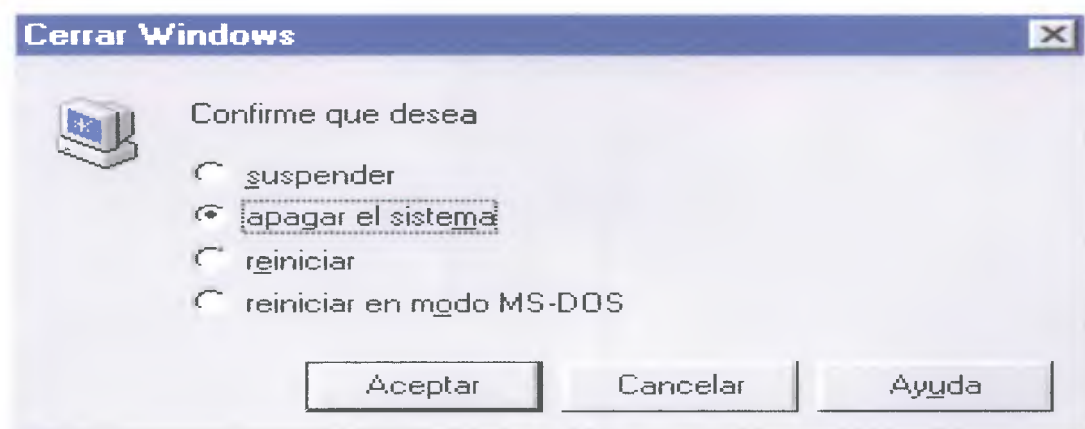 Cerrar Windows
Confirme que desea
suspender
apagar el sistema
reiniciar
reiniciar en modo MS-DOS
Aceptar Cancelar Ayuda